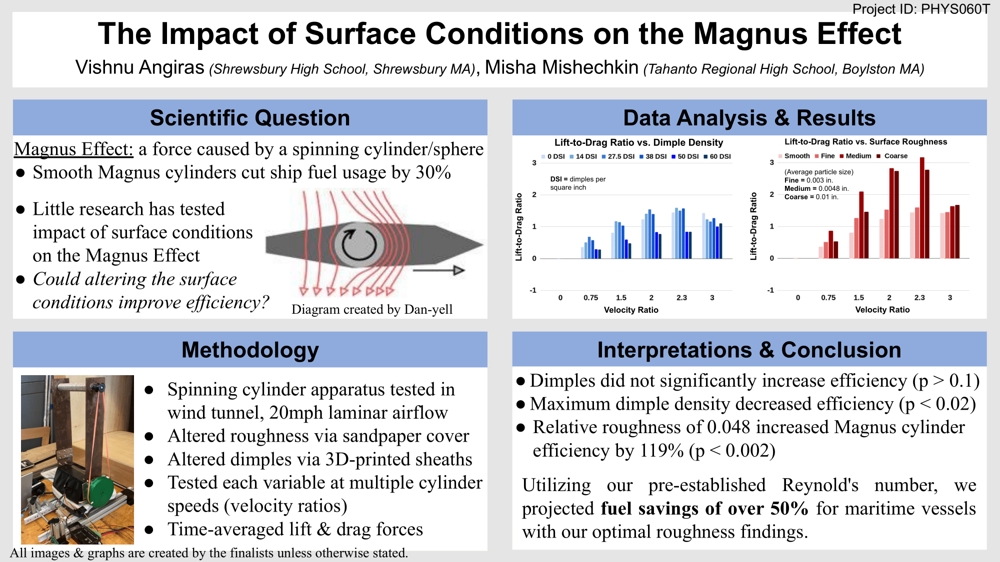 Project ID: PHYS060T
The Impact of Surface Conditions on the Magnus Effect
Vishnu Angiras (Shrewsbury High School, Shrewsbury MA), Misha Mishechkin (Tahanto Regional High School, Boylston MA)
Scientific Question
Magnus Effect: a force caused by a spinning cylinder/sphere
● Smooth Magnus cylinders cut ship fuel usage by 30%
● Little research has tested
impact of surface conditions
on the Magnus Effect
● Could altering the surface
conditions improve efficiency?
Diagram created by Dan-yell
Data Analysis & Results
Lift-to-Drag Ratio vs. Dimple Density
0 DSI 14 DSI 27.5 DSI 38 DSI 50 DSI 60 DSI
DSI = dimples per
square inch
Lift-to-Drag Ratio
3
2
1
0
-1
0 0.75 1.5 2 2.3 3
Velocity Ratio
Lift-to-Drag Ratio vs. Surface Roughness
Smooth Fine Medium Coarse
(Average particle size)
Fine = 0.003 in.
Medium = 0.0048 in.
Coarse = 0.01 in.
Lift-to-Drag Ratio
3
2
1
0
-1
0 0.75 1.5 2 2.3 3
Velocity Ratio
Methodology
● Spinning cylinder apparatus tested in
wind tunnel, 20mph laminar airflow
● Altered roughness via sandpaper cover
● Altered dimples via 3D-printed sheaths
● Tested each variable at multiple cylinder
speeds (velocity ratios)
● Time-averaged lift & drag forces
Interpretations & Conclusion
● Dimples did not significantly increase efficiency (p > 0.1)
● Maximum dimple density decreased efficiency (p < 0.02)
● Relative roughness of 0.048 increased Magnus cylinder
efficiency by 119% (p < 0.002)
Utilizing our pre-established Reynold's number, we
projected fuel savings of over 50% for maritime vessels
with our optimal roughness findings.
All images & graphs are created by the finalists unless otherwise stated.